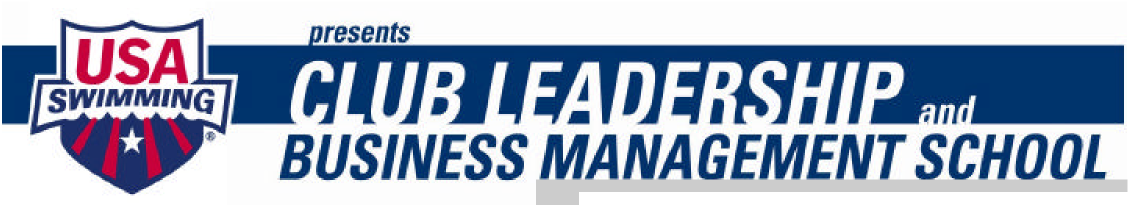 USA
SWIMMING®
presents
CLUB LEADERSHIP and
BUSINESS MANAGEMENT SCHOOL